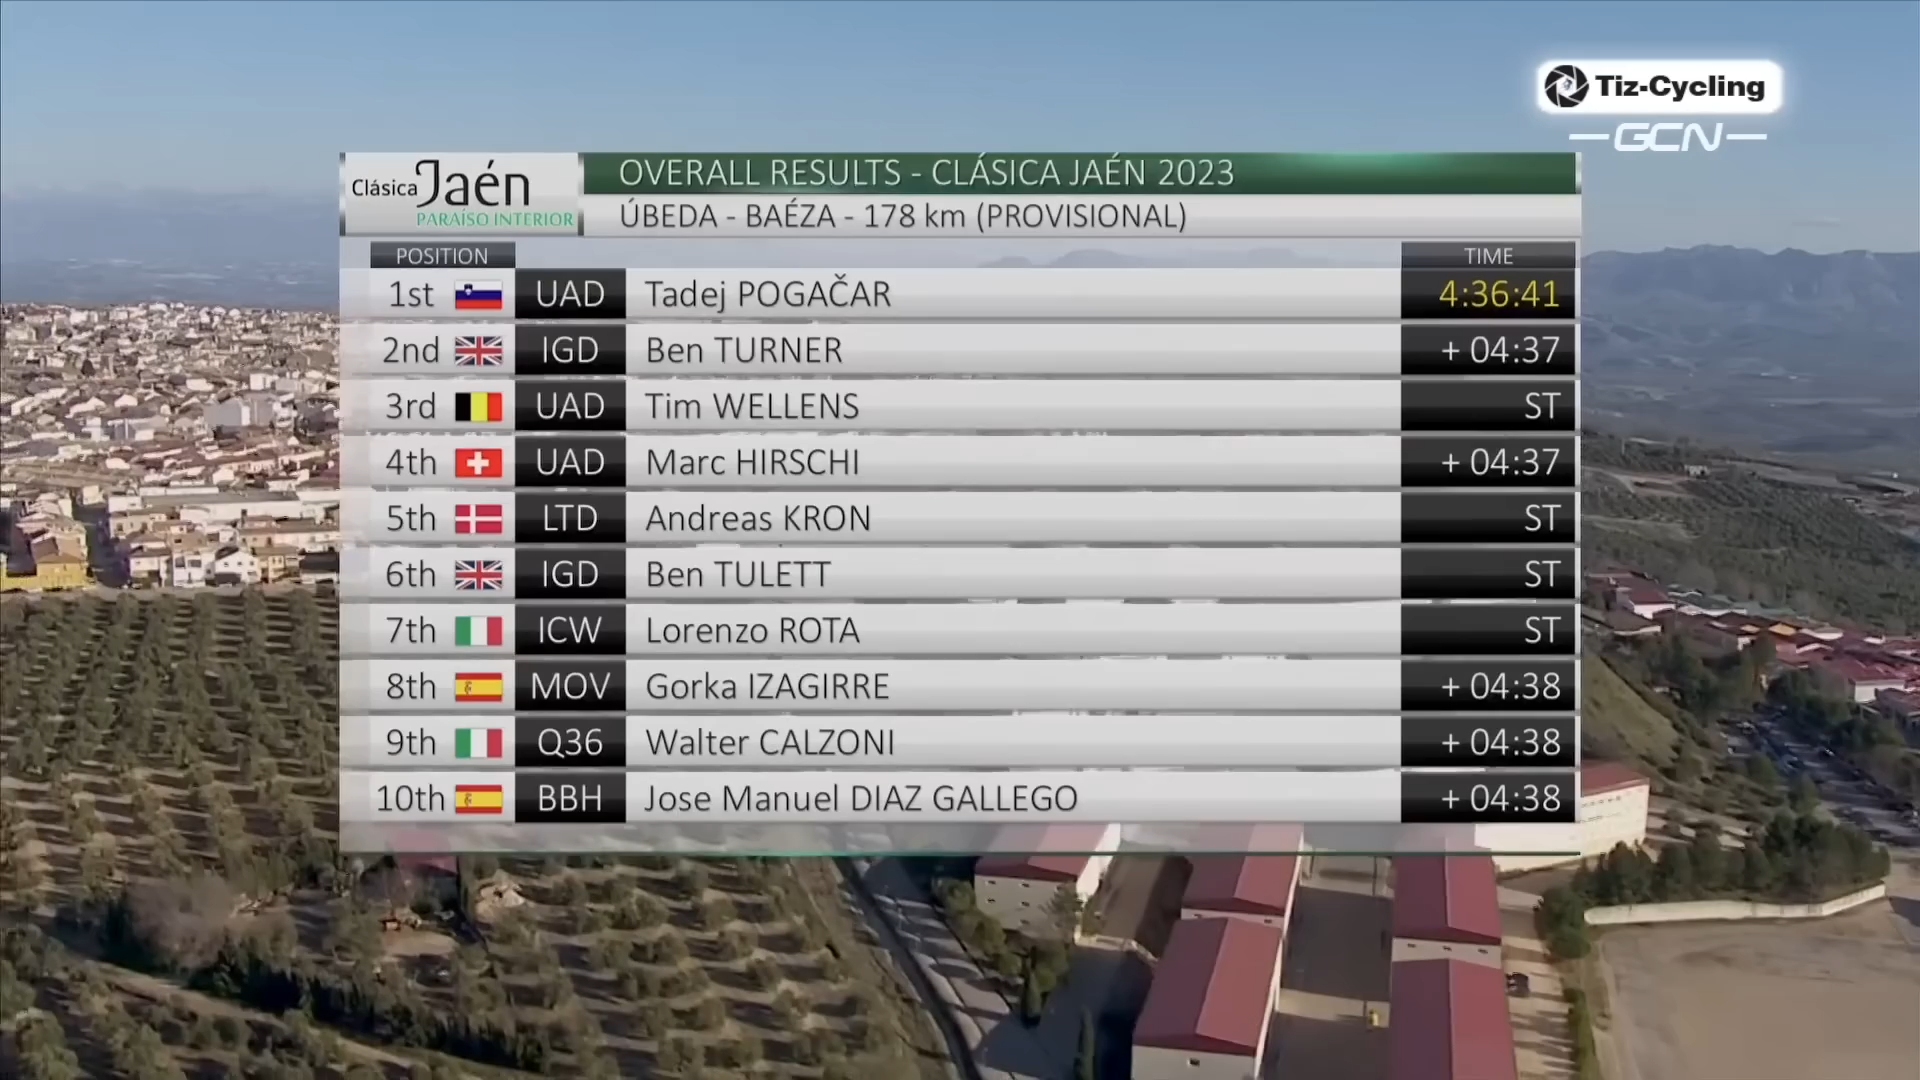 Tiz-Cycling
GCN
Clásica Jaén
PARAÍSO INTERIOR
OVERALL RESULTS - CLÁSICA JAÉN 2023
ÚBEDA - BAÉZA - 178 km (PROVISIONAL)
POSITION TIME
1st UAD Tadej POGAČAR 4:36:41
2nd IGD Ben TURNER + 04:37
3rd UAD Tim WELLENS ST
4th UAD Marc HIRSCHI + 04:37
5th LTD Andreas KRON ST
6th IGD Ben TULETT ST
7th ICW Lorenzo ROTA ST
8th MOV Gorka IZAGIRRE + 04:38
9th Q36 Walter CALZONI + 04:38
10th BBH Jose Manuel DIAZ GALLEGO + 04:38